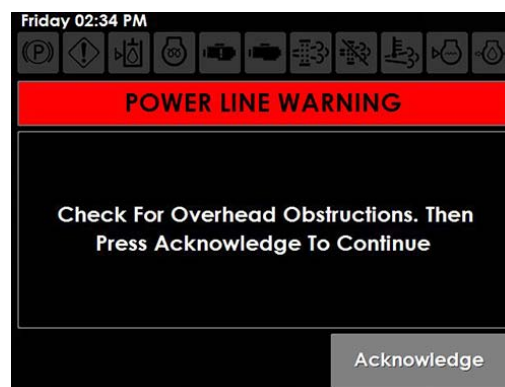 Friday 02:34 PM
POWER LINE WARNING
Check For Overhead Obstructions. Then
Press Acknowledge To Continue
Acknowledge